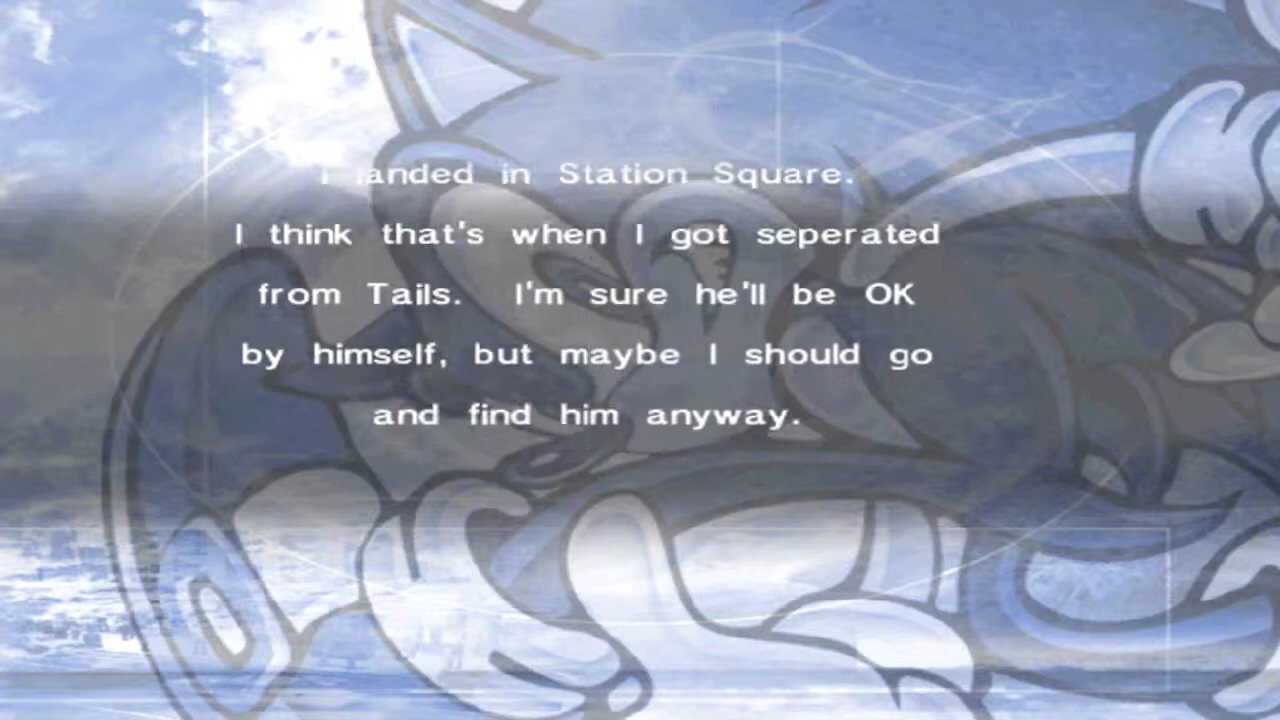 I landed in Station Square.
I think that's when I got seperated
from Tails. I'm sure he'll be OK
by himself, but maybe I should go
and find him anyway.